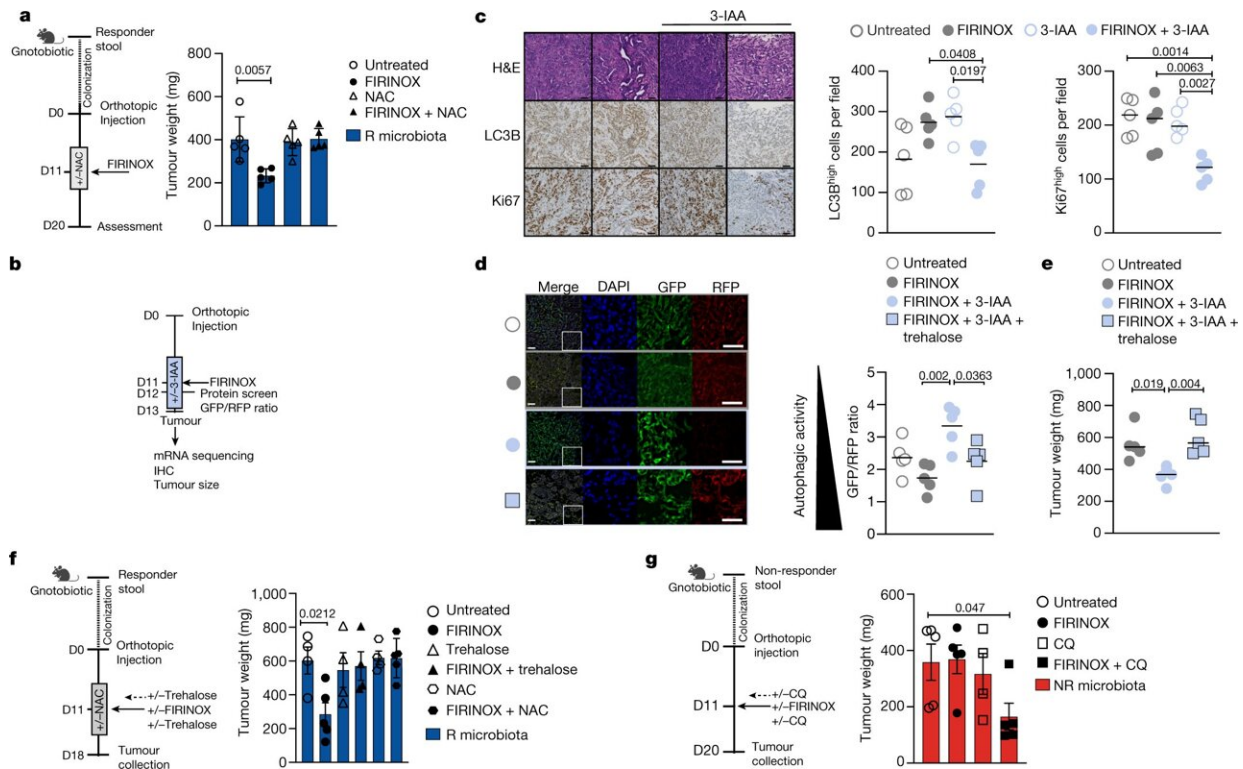 a
Gnotobiotic
Responder
stool
Colonization
D0
Orthotopic
Injection
+/–NAC
D11
FIRINOX
D20
Assessment
Tumour weight (mg)
800
600
400
200
0
0.0057
Untreated
FIRINOX
NAC
FIRINOX + NAC
R microbiota
b
D0
Orthotopic
Injection
+/–3-IAA
D11
FIRINOX
D12
Protein screen
D13
GFP/RFP ratio
Tumour
mRNA sequencing
IHC
Tumour size
c
3-IAA
H&E
LC3B
Ki67
Untreated
FIRINOX
3-IAA
FIRINOX + 3-IAA
LC3Bhigh cells per field
400
300
200
100
0
0.0408
0.0197
Ki67high cells per field
300
200
100
0
0.0014
0.0063
0.0027
d
Merge
DAPI
GFP
RFP
Untreated
FIRINOX
FIRINOX + 3-IAA
FIRINOX + 3-IAA +
trehalose
Autophagic activity
GFP/RFP ratio
5
4
3
2
1
0
0.002
0.0363
e
Untreated
FIRINOX
FIRINOX + 3-IAA
FIRINOX + 3-IAA +
trehalose
Tumour weight (mg)
1,000
800
600
400
200
0
0.019
0.004
f
Gnotobiotic
Responder
stool
Colonization
D0
Orthotopic
Injection
+/–NAC
D11
+/–Trehalose
+/–FIRINOX
+/–Trehalose
D18
Tumour
collection
Tumour weight (mg)
1,000
800
600
400
200
0
0.0212
Untreated
FIRINOX
Trehalose
FIRINOX + trehalose
NAC
FIRINOX + NAC
R microbiota
g
Gnotobiotic
Non-responder
stool
Colonization
D0
Orthotopic
injection
D11
+/–CQ
+/–FIRINOX
+/–CQ
D20
Tumour
collection
Tumour weight (mg)
600
400
200
0
0.047
Untreated
FIRINOX
CQ
FIRINOX + CQ
NR microbiota